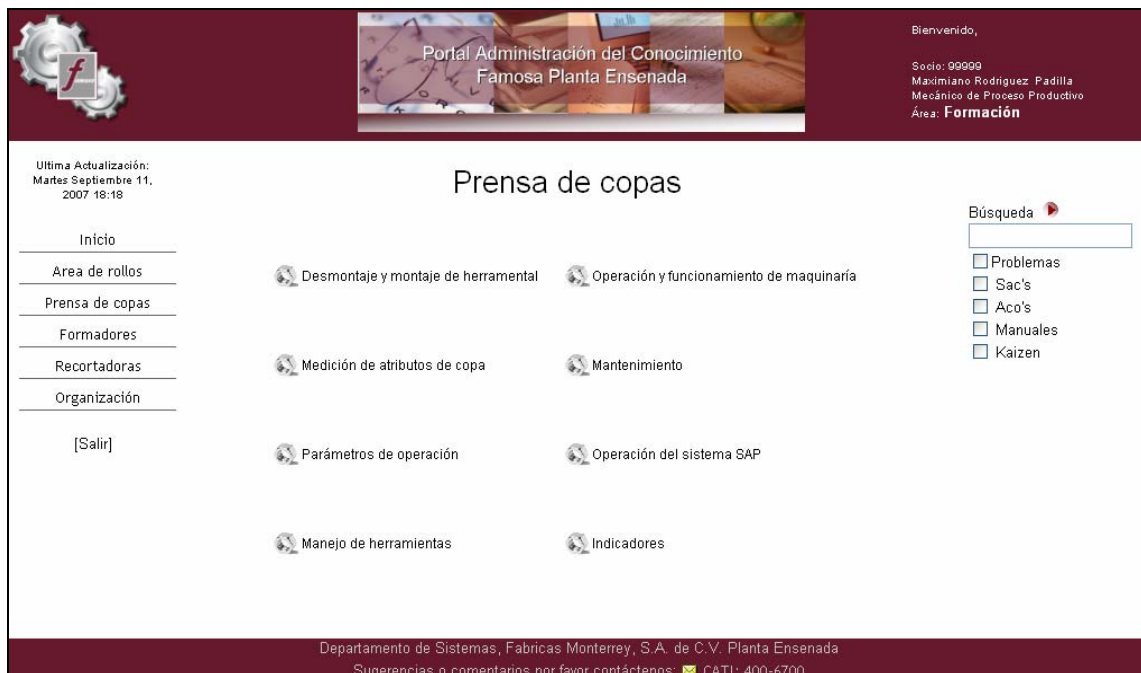 f
Portal Administración del Conocimiento
Famosa Planta Ensenada
Bienvenido,
Socio: 99999
Maximiano Rodriguez Padilla
Mecánico de Proceso Productivo
Área: Formación
Ultima Actualización:
Martes Septiembre 11,
2007 18:18
Inicio
Area de rollos
Prensa de copas
Formadores
Recortadoras
Organización
[Salir]
Prensa de copas
Desmontaje y montaje de herramental
Operación y funcionamiento de maquinaría
Medición de atributos de copa
Mantenimiento
Parámetros de operación
Operación del sistema SAP
Manejo de herramientas
Indicadores
Búsqueda
Problemas
Sac's
Aco's
Manuales
Kaizen
Departamento de Sistemas, Fabricas Monterrey, S.A. de C.V. Planta Ensenada
Sugerencias o comentarios por favor contáctenos: CATI: 400-6700